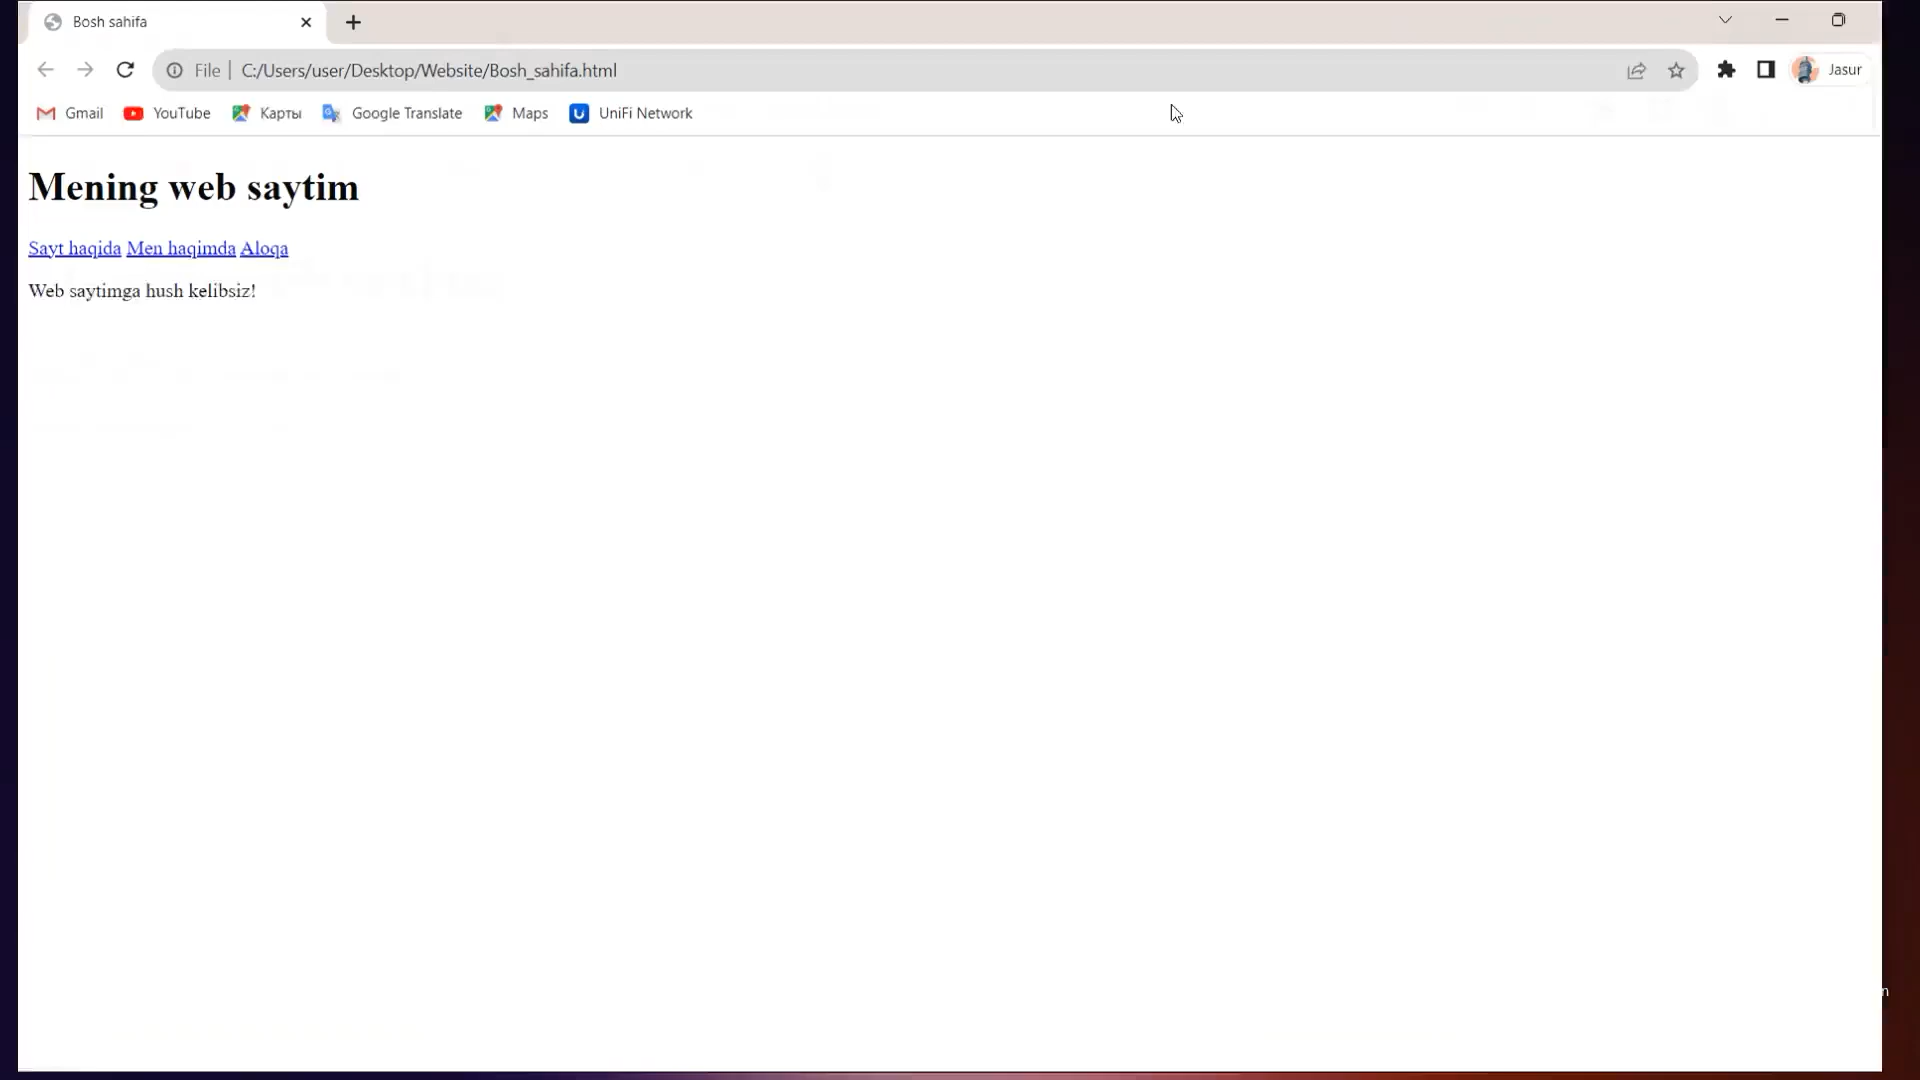 Bosh sahifa
File C:/Users/user/Desktop/Website/Bosh_sahifa.html
Jasur
Gmail YouTube Карты Google Translate Maps UniFi Network
Mening web saytim
Sayt haqida Men haqimda Aloqa
Web saytimga hush kelibsiz!
n